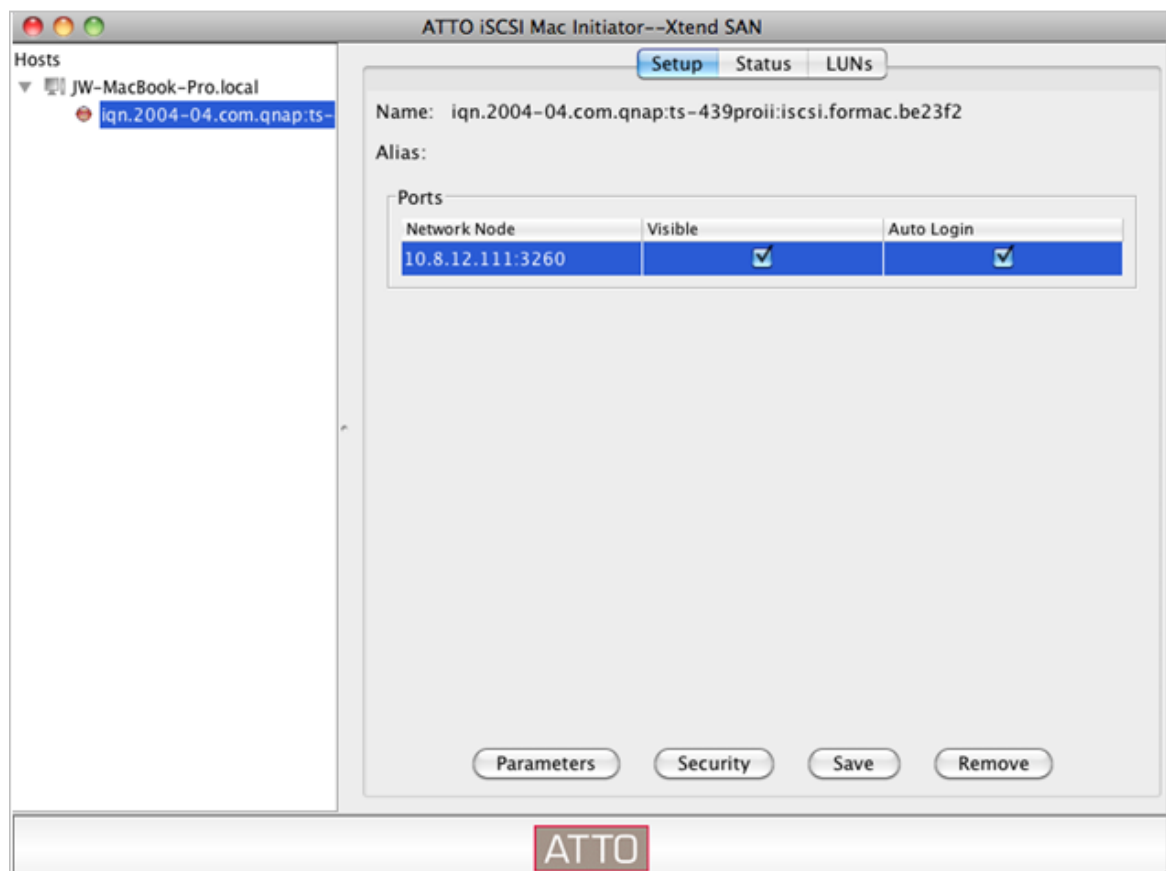 ATTO iSCSI Mac Initiator--Xtend SAN
Hosts
JW-MacBook-Pro.local
iqn.2004-04.com.qnap:ts-
Setup
Status
LUNs
Name: iqn.2004-04.com.qnap:ts-439proii:iscsi.formac.be23f2
Alias:
Ports
Network Node Visible Auto Login
10.8.12.111:3260
Parameters Security Save Remove
ATTO